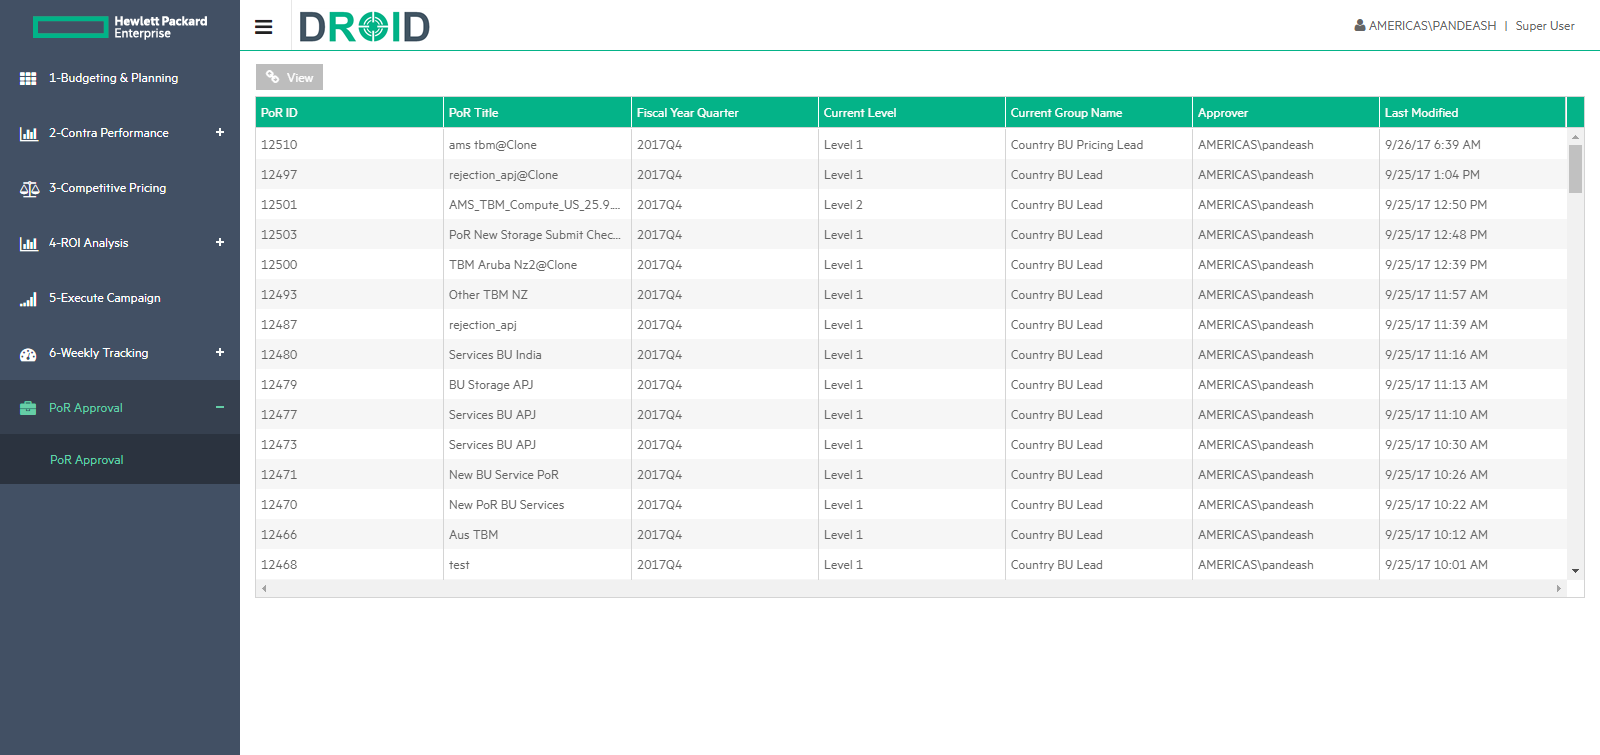 Hewlett Packard
Enterprise
DROID
AMERICAS\PANDEASH | Super User
1-Budgeting & Planning
2-Contra Performance +
3-Competitive Pricing
4-ROI Analysis +
5-Execute Campaign
6-Weekly Tracking +
PoR Approval −
PoR Approval
View
PoR ID PoR Title Fiscal Year Quarter Current Level Current Group Name Approver Last Modified
12510 ams tbm@Clone 2017Q4 Level 1 Country BU Pricing Lead AMERICAS\pandeash 9/26/17 6:39 AM
12497 rejection_apj@Clone 2017Q4 Level 1 Country BU Lead AMERICAS\pandeash 9/25/17 1:04 PM
12501 AMS_TBM_Compute_US_25.9.... 2017Q4 Level 2 Country BU Lead AMERICAS\pandeash 9/25/17 12:50 PM
12503 PoR New Storage Submit Chec... 2017Q4 Level 1 Country BU Lead AMERICAS\pandeash 9/25/17 12:48 PM
12500 TBM Aruba Nz2@Clone 2017Q4 Level 1 Country BU Lead AMERICAS\pandeash 9/25/17 12:39 PM
12493 Other TBM NZ 2017Q4 Level 1 Country BU Lead AMERICAS\pandeash 9/25/17 11:57 AM
12487 rejection_apj 2017Q4 Level 1 Country BU Lead AMERICAS\pandeash 9/25/17 11:39 AM
12480 Services BU India 2017Q4 Level 1 Country BU Lead AMERICAS\pandeash 9/25/17 11:16 AM
12479 BU Storage APJ 2017Q4 Level 1 Country BU Lead AMERICAS\pandeash 9/25/17 11:13 AM
12477 Services BU APJ 2017Q4 Level 1 Country BU Lead AMERICAS\pandeash 9/25/17 11:10 AM
12473 Services BU APJ 2017Q4 Level 1 Country BU Lead AMERICAS\pandeash 9/25/17 10:30 AM
12471 New BU Service PoR 2017Q4 Level 1 Country BU Lead AMERICAS\pandeash 9/25/17 10:26 AM
12470 New PoR BU Services 2017Q4 Level 1 Country BU Lead AMERICAS\pandeash 9/25/17 10:22 AM
12466 Aus TBM 2017Q4 Level 1 Country BU Lead AMERICAS\pandeash 9/25/17 10:12 AM
12468 test 2017Q4 Level 1 Country BU Lead AMERICAS\pandeash 9/25/17 10:01 AM